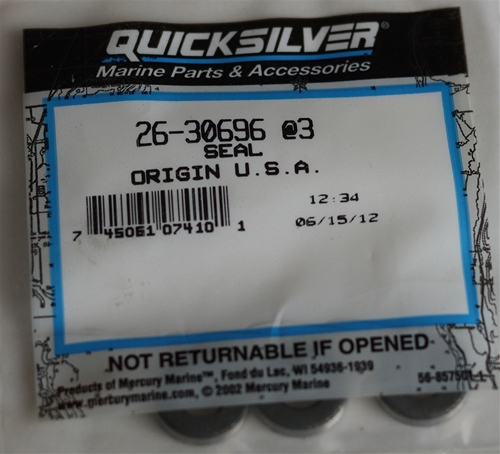 QUICKSILVER®
Marine Parts & Accessories
26-30696 @3
SEAL
ORIGIN U.S.A.
12:34
06/15/12
7 45061 07410 1
NOT RETURNABLE IF OPENED
Products of Mercury Marine™, Fond du Lac, WI 54936-1939
www.mercurymarine.com, © 2002 Mercury Marine